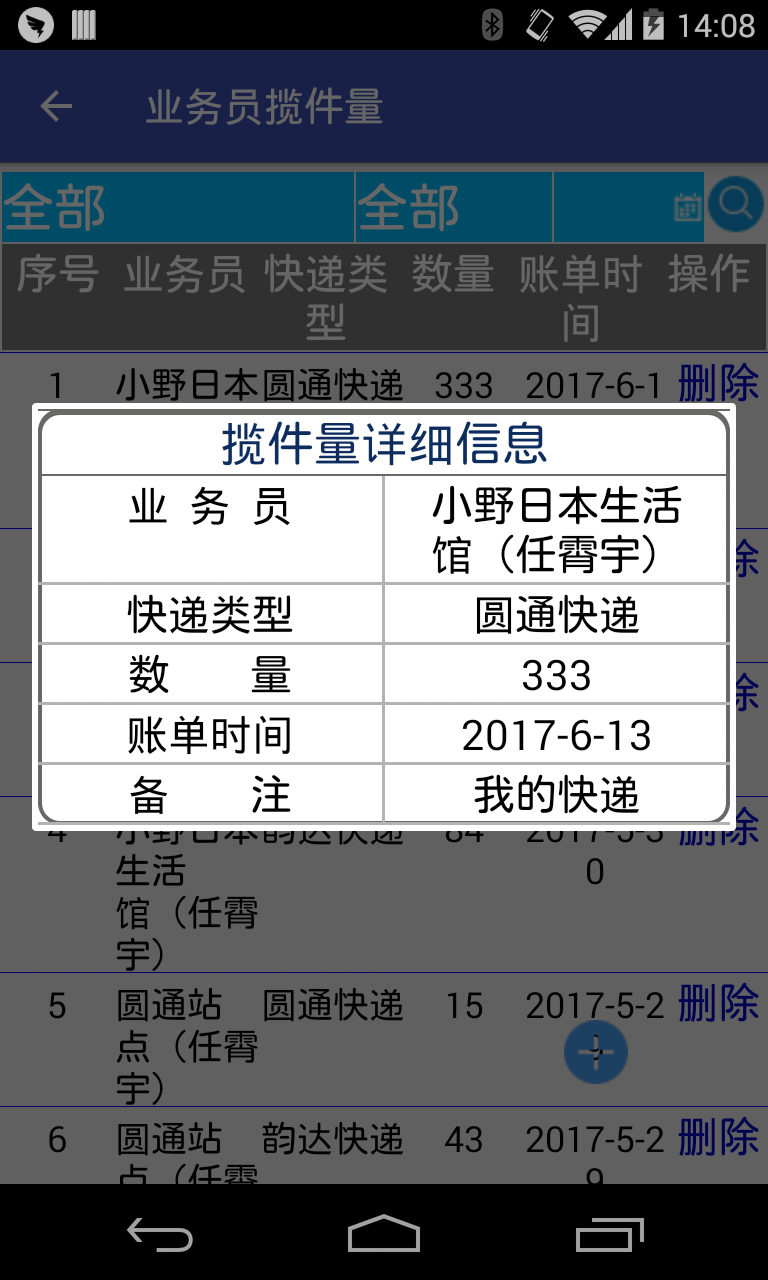 14:08
业务员揽件量
全部 全部
序号 业务员 快递类 数量 账单时 操作
型 间
1 小野日本 圆通快递 333 2017-6-1 删除
揽件量详细信息
业 务 员 小野日本生活
馆（任霄宇）
快递类型 圆通快递
数 量 333
账单时间 2017-6-13
备 注 我的快递
除
除
4 小野日本 韵达快递 84 2017-5-3 删除
生活 0
馆（任霄
宇）
5 圆通站 圆通快递 15 2017-5-2 删除
点（任霄 9
宇）
6 圆通站 韵达快递 43 2017-5-2 删除
点（任霄 9